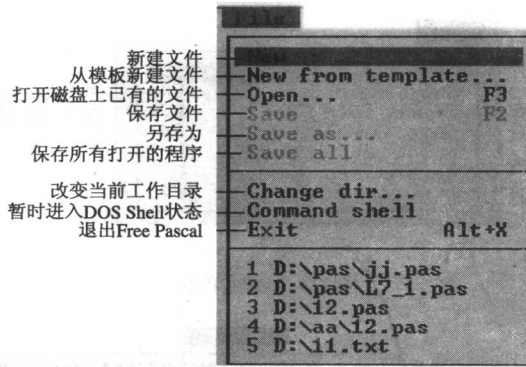 File
新建文件 New
从模板新建文件 New from template...
打开磁盘上已有的文件 Open... F3
保存文件 Save F2
另存为 Save as...
保存所有打开的程序 Save all
改变当前工作目录 Change dir...
暂时进入DOS Shell状态 Command shell
退出Free Pascal Exit Alt+X
1 D:\pas\jj.pas
2 D:\pas\L7_1.pas
3 D:\12.pas
4 D:\aa\12.pas
5 D:\11.txt